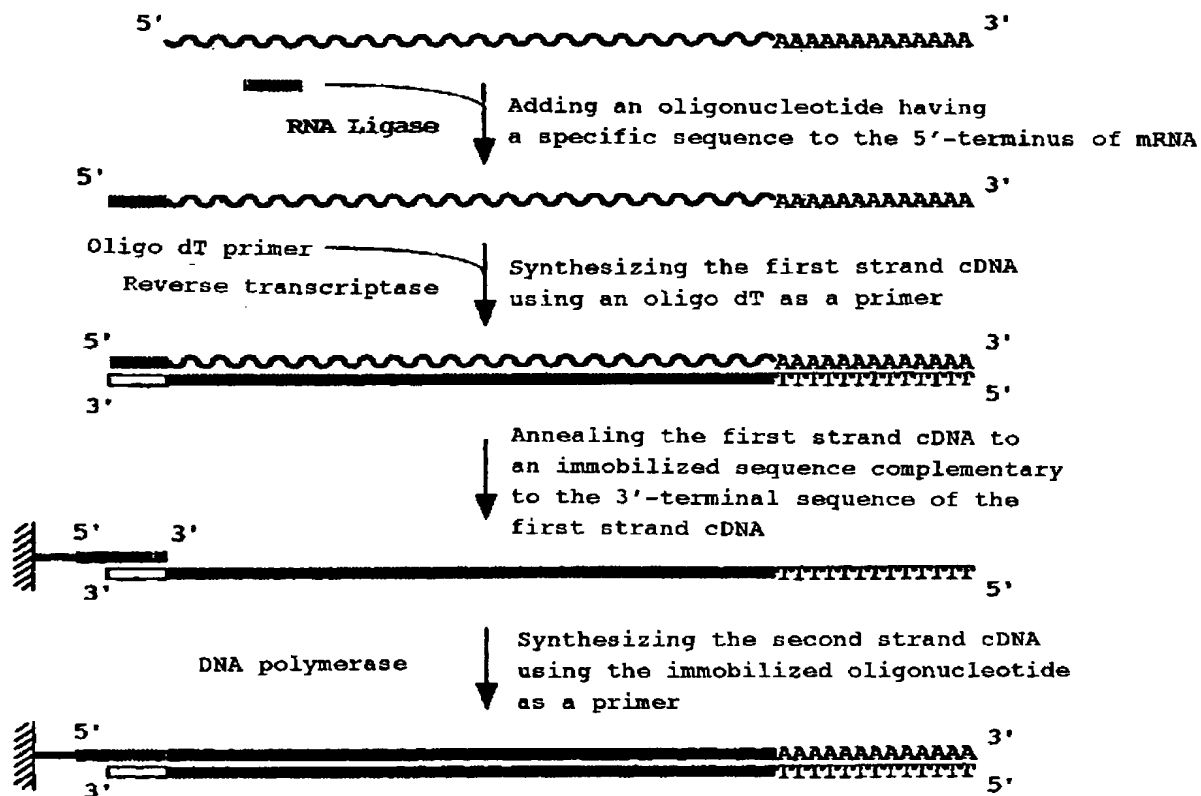 5' 3'
AAAAAAAAAAAAA
RNA Ligase
Adding an oligonucleotide having
a specific sequence to the 5'-terminus of mRNA
5' 3'
AAAAAAAAAAAAA
Oligo dT primer
Reverse transcriptase
Synthesizing the first strand cDNA
using an oligo dT as a primer
5' 3'
AAAAAAAAAAAAA
TTTTTTTTTTTTT
3' 5'
Annealing the first strand cDNA to
an immobilized sequence complementary
to the 3'-terminal sequence of the
first strand cDNA
5' 3'
TTTTTTTTTTTTT
3' 5'
DNA polymerase
Synthesizing the second strand cDNA
using the immobilized oligonucleotide
as a primer
5' 3'
AAAAAAAAAAAAA
TTTTTTTTTTTTT
3' 5'